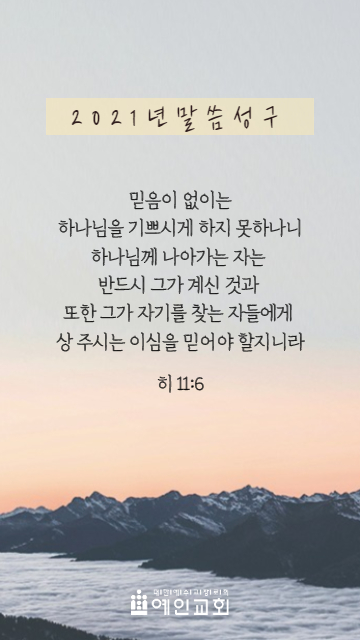 2021년말씀성구
믿음이 없이는
하나님을 기쁘시게 하지 못하나니
하나님께 나아가는 자는
반드시 그가 계신 것과
또한 그가 자기를 찾는 자들에게
상 주시는 이심을 믿어야 할지니라
히 11:6
예인교회